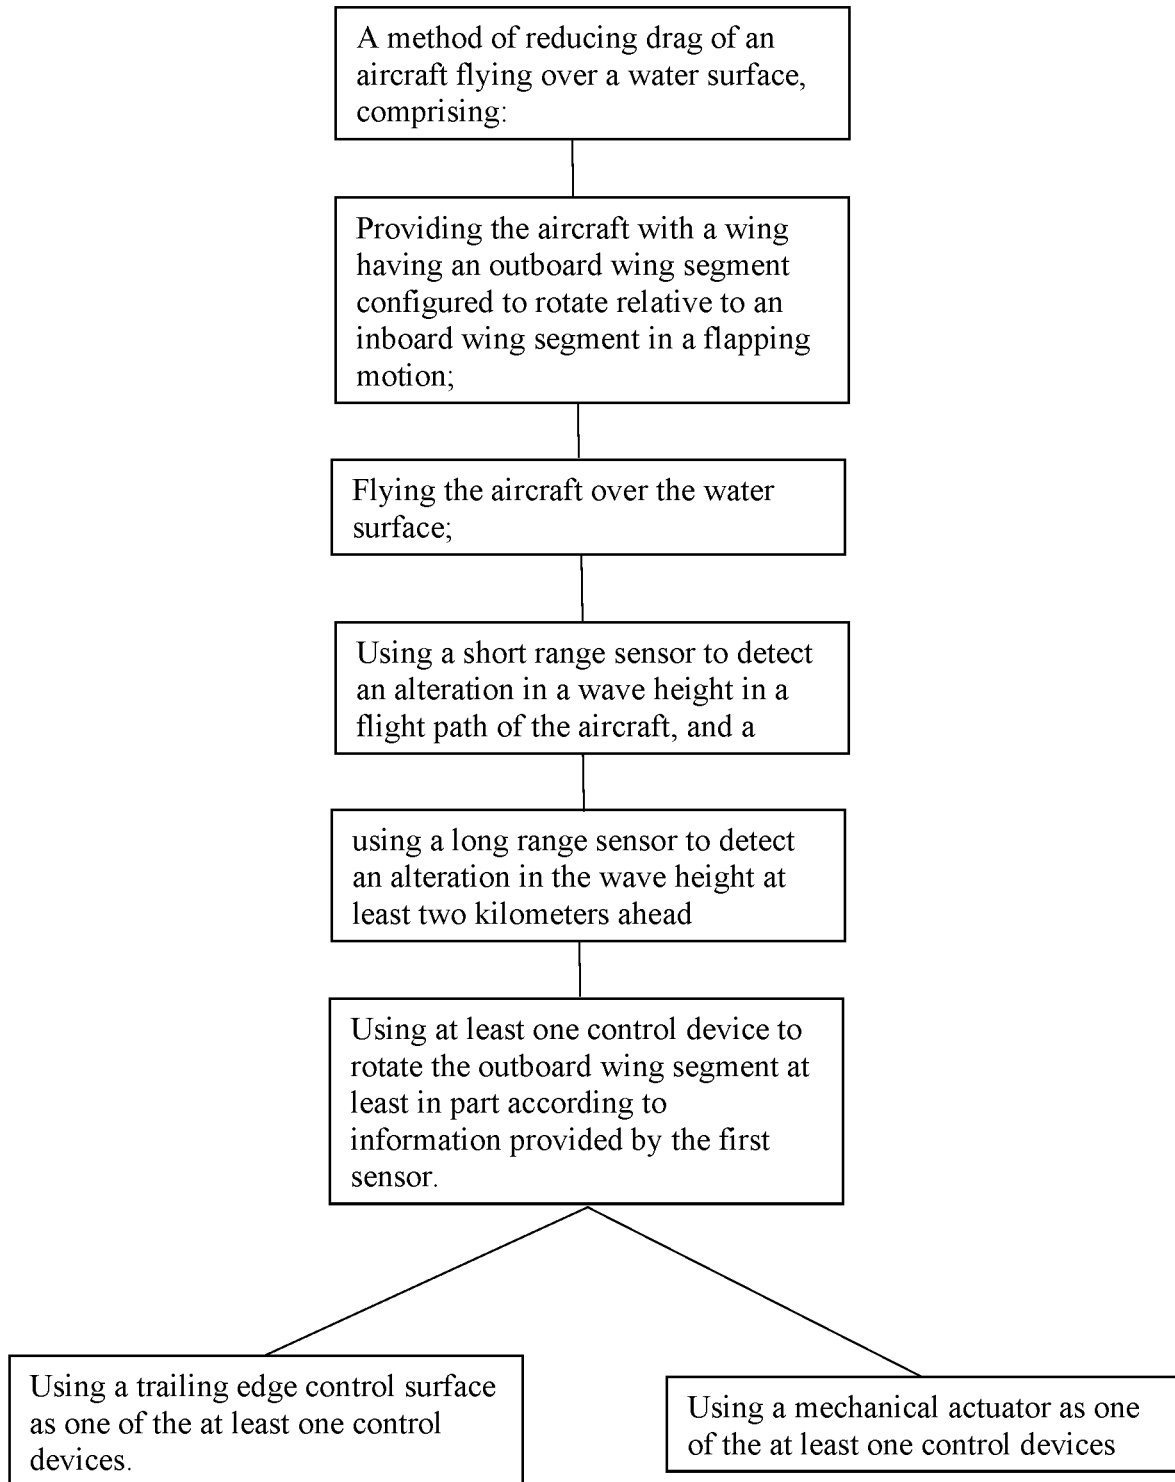 A method of reducing drag of an
aircraft flying over a water surface,
comprising:
Providing the aircraft with a wing
having an outboard wing segment
configured to rotate relative to an
inboard wing segment in a flapping
motion;
Flying the aircraft over the water
surface;
Using a short range sensor to detect
an alteration in a wave height in a
flight path of the aircraft, and a
using a long range sensor to detect
an alteration in the wave height at
least two kilometers ahead
Using at least one control device to
rotate the outboard wing segment at
least in part according to
information provided by the first
sensor.
Using a trailing edge control surface
as one of the at least one control
devices.
Using a mechanical actuator as one
of the at least one control devices